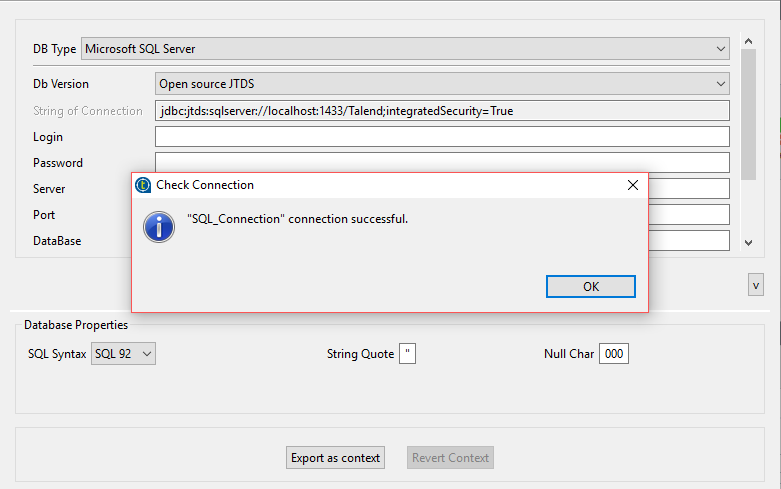 DB Type Microsoft SQL Server
Db Version Open source JTDS
String of Connection jdbc:jtds:sqlserver://localhost:1433/Talend;integratedSecurity=True
Login
Password
Check Connection
Server
"SQL_Connection" connection successful.
Port
DataBase
OK
v
Database Properties
SQL Syntax SQL 92 String Quote " Null Char 000
Export as context Revert Context